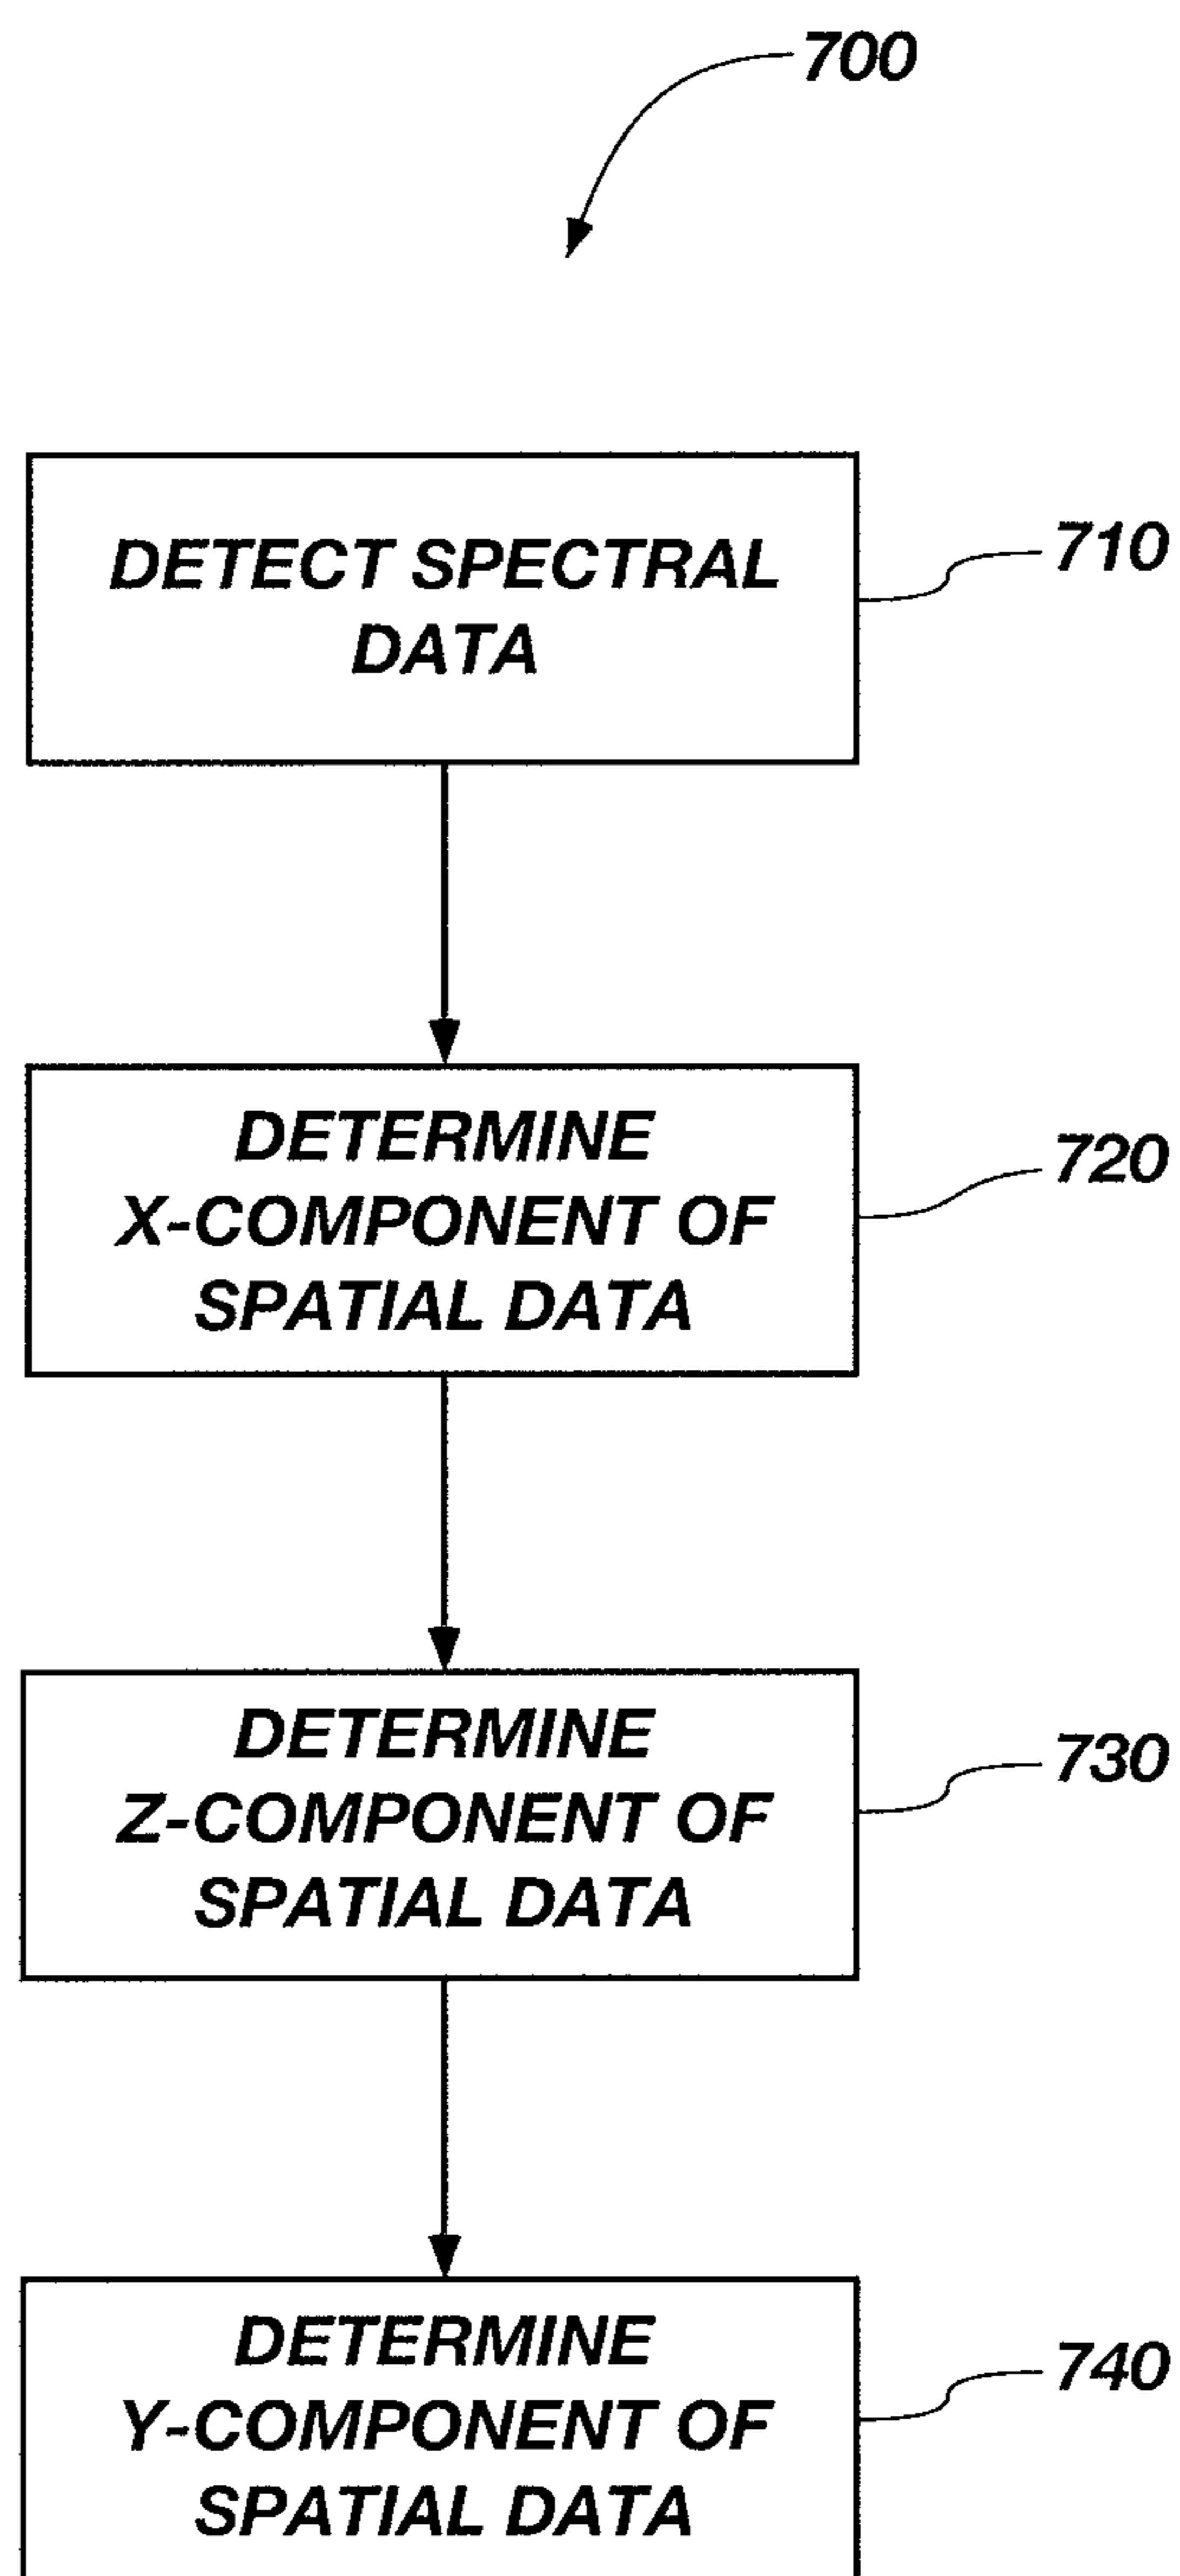 700
DETECT SPECTRAL
DATA
710
DETERMINE
X-COMPONENT OF
SPATIAL DATA
720
DETERMINE
Z-COMPONENT OF
SPATIAL DATA
730
DETERMINE
Y-COMPONENT OF
SPATIAL DATA
740